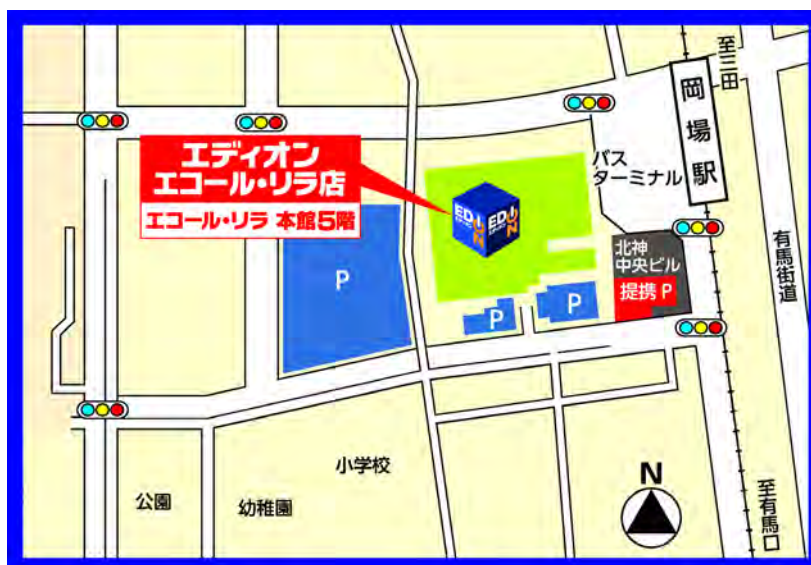 至三田
岡場駅
エディオン
エコール・リラ店
エコール・リラ 本館5階
バス
ターミナル
EDION
EDION
P
北神
中央ビル
提携 P
P
P
有馬街道
小学校
公園
幼稚園
N
至有馬口